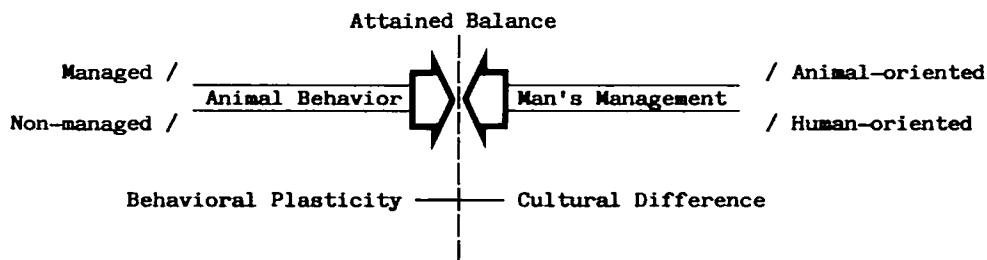 Attained Balance
Managed / / Animal-oriented
Animal Behavior Man's Management
Non-managed / / Human-oriented
Behavioral Plasticity Cultural Difference